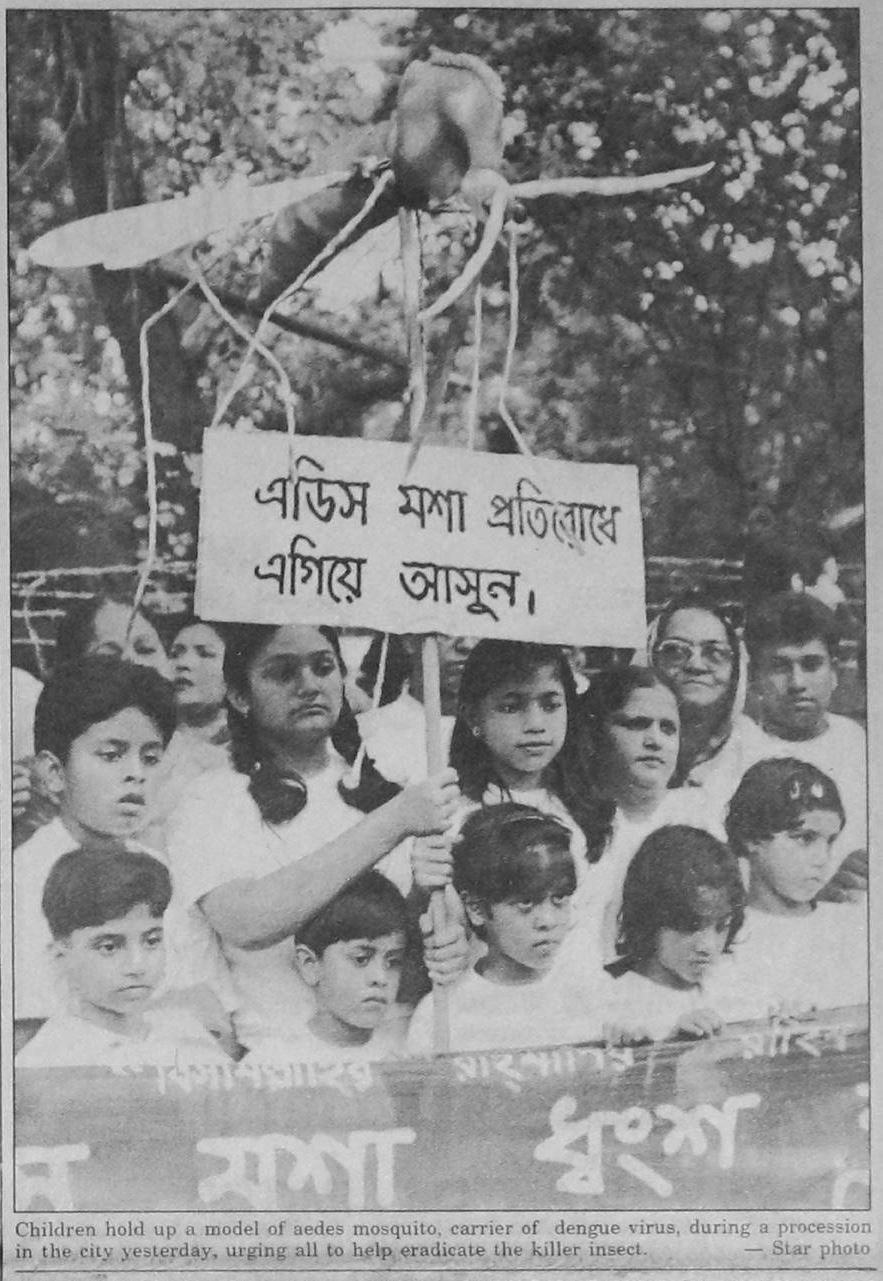 এডিস মশা প্রতিরোধে
এগিয়ে আসুন।
মশা ধ্বংশ
Children hold up a model of aedes mosquito, carrier of dengue virus, during a procession
in the city yesterday, urging all to help eradicate the killer insect. — Star photo